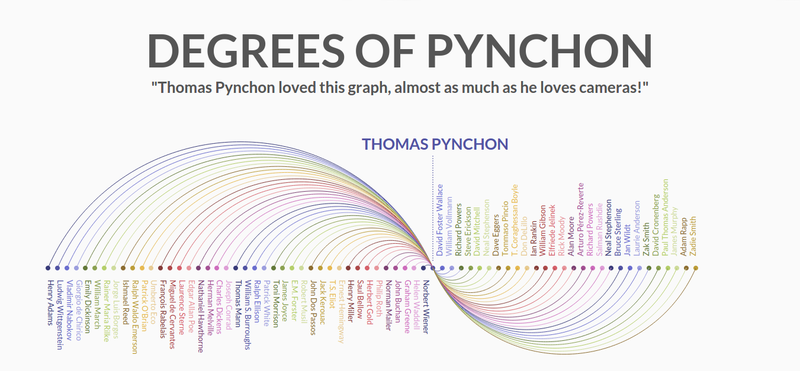 DEGREES OF PYNCHON
"Thomas Pynchon loved this graph, almost as much as he loves cameras!"
THOMAS PYNCHON
Henry Adams
Ludwig Wittgenstein
Vladimir Nabokov
Giorgio de Chirico
Emily Dickinson
William March
Rainer Maria Rilke
Jorge Luis Borges
Ishmael Reed
Ralph Waldo Emerson
Patrick O'Brian
Umberto Eco
François Rabelais
Miguel de Cervantes
Laurence Sterne
Edgar Allan Poe
Nathaniel Hawthorne
Herman Melville
Charles Dickens
Joseph Conrad
Thomas Mann
William S. Burroughs
Ralph Ellison
Patrick White
Toni Morrison
James Joyce
E.M. Forster
Robert Musil
John Dos Passos
Jack Kerouac
T.S. Eliot
Ernest Hemingway
Henry Miller
Saul Bellow
Herbert Gold
Philip Roth
Norman Mailer
John Buchan
Graham Greene
Helen Waddell
Norbert Wiener
David Foster Wallace
William Vollmann
Richard Powers
Steve Erickson
David Mitchell
Neal Stephenson
Dave Eggers
Tommaso Pincio
T. Coraghessan Boyle
Don DeLillo
Ian Rankin
William Gibson
Elfriede Jelinek
Rick Moody
Alan Moore
Arturo Pérez-Reverte
Richard Powers
Salman Rushdie
Neal Stephenson
Bruce Sterling
Jan Wildt
Laurie Anderson
Zak Smith
David Cronenberg
Paul Thomas Anderson
James Murphy
Adam Rapp
Zadie Smith